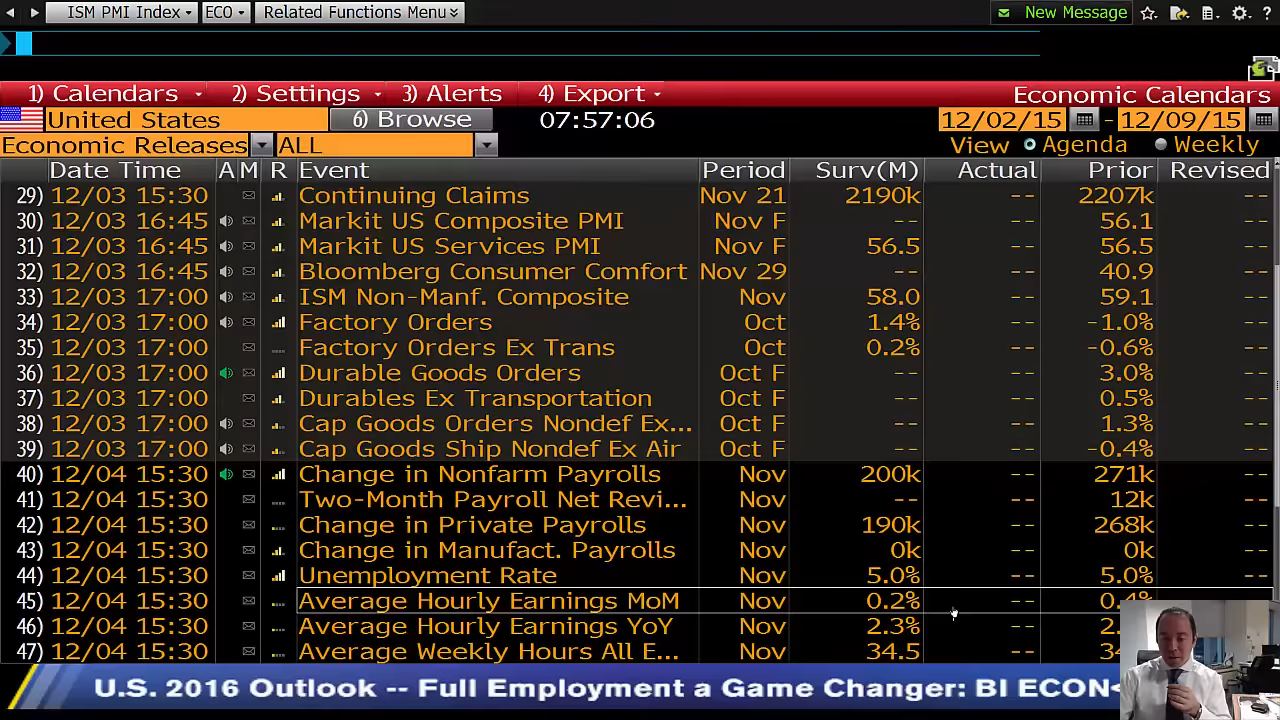 ISM PMI Index ECO Related Functions Menu New Message ?
1) Calendars 2) Settings 3) Alerts 4) Export Economic Calendars
United States 6) Browse 07:57:06 12/02/15 - 12/09/15
Economic Releases ALL View Agenda Weekly
Date Time A M R Event Period Surv(M) Actual Prior Revised
29) 12/03 15:30 Continuing Claims Nov 21 2190k -- 2207k --
30) 12/03 16:45 Markit US Composite PMI Nov F -- -- 56.1 --
31) 12/03 16:45 Markit US Services PMI Nov F 56.5 -- 56.5 --
32) 12/03 16:45 Bloomberg Consumer Comfort Nov 29 -- -- 40.9 --
33) 12/03 17:00 ISM Non-Manf. Composite Nov 58.0 -- 59.1 --
34) 12/03 17:00 Factory Orders Oct 1.4% -- -1.0% --
35) 12/03 17:00 Factory Orders Ex Trans Oct 0.2% -- -0.6% --
36) 12/03 17:00 Durable Goods Orders Oct F -- -- 3.0% --
37) 12/03 17:00 Durables Ex Transportation Oct F -- -- 0.5% --
38) 12/03 17:00 Cap Goods Orders Nondef Ex... Oct F -- -- 1.3% --
39) 12/03 17:00 Cap Goods Ship Nondef Ex Air Oct F -- -- -0.4% --
40) 12/04 15:30 Change in Nonfarm Payrolls Nov 200k -- 271k --
41) 12/04 15:30 Two-Month Payroll Net Revi... Nov -- -- 12k --
42) 12/04 15:30 Change in Private Payrolls Nov 190k -- 268k --
43) 12/04 15:30 Change in Manufact. Payrolls Nov 0k -- 0k --
44) 12/04 15:30 Unemployment Rate Nov 5.0% -- 5.0% --
45) 12/04 15:30 Average Hourly Earnings MoM Nov 0.2% -- 0.4% --
46) 12/04 15:30 Average Hourly Earnings YoY Nov 2.3% -- 2.
47) 12/04 15:30 Average Weekly Hours All E... Nov 34.5 -- 34
U.S. 2016 Outlook -- Full Employment a Game Changer: BI ECON<